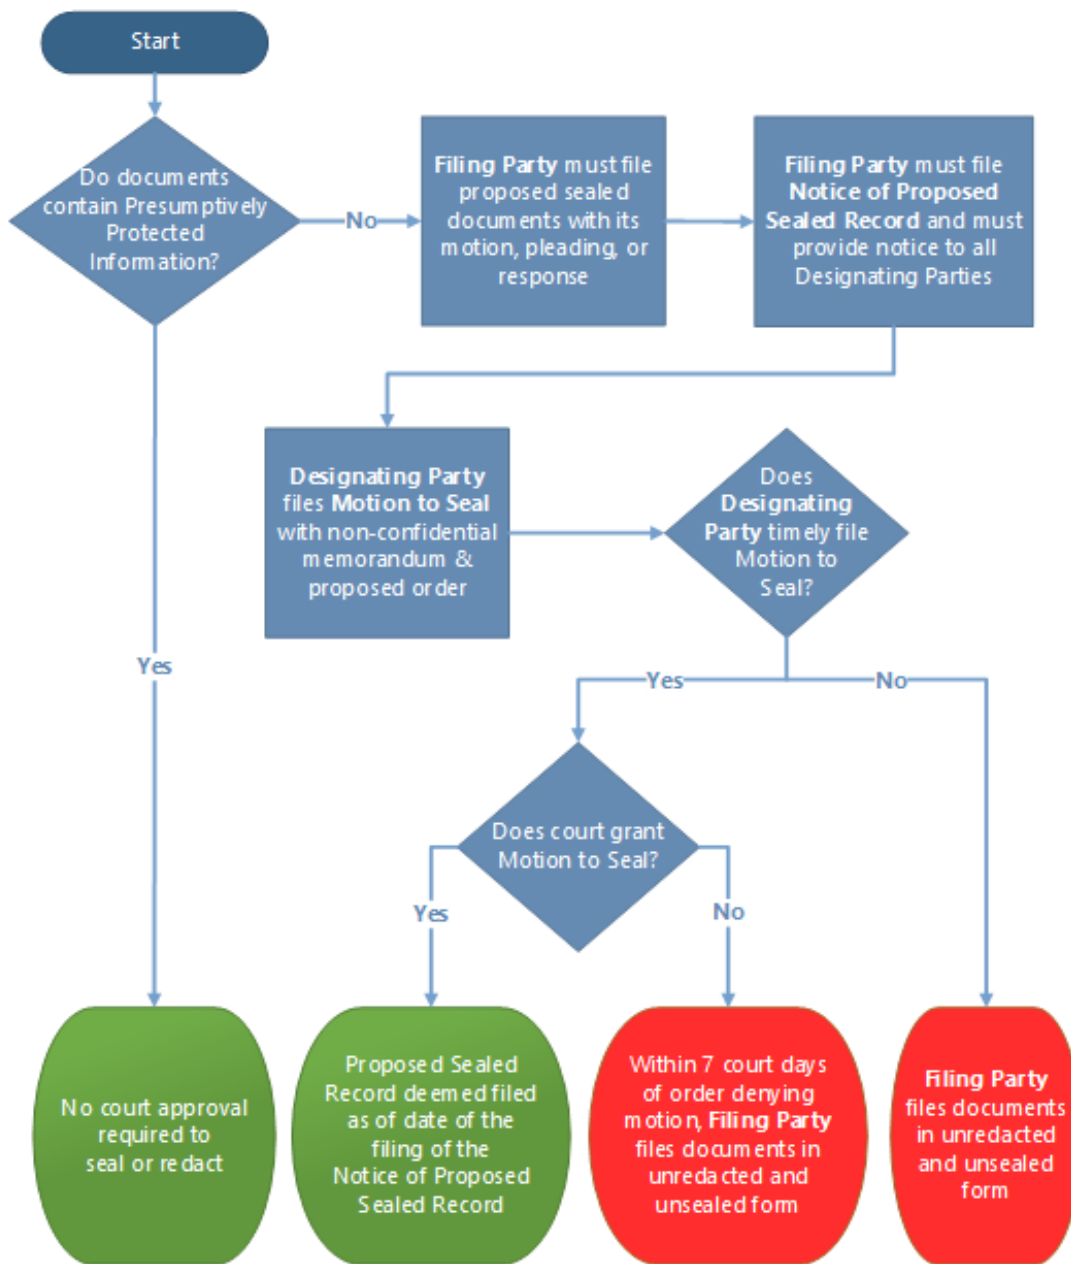 Start
Do documents
contain Presumptively
Protected
Information?
No
Filing Party must file
proposed sealed
documents with its
motion, pleading, or
response
Filing Party must file
Notice of Proposed
Sealed Record and must
provide notice to all
Designating Parties
Designating Party
files Motion to Seal
with non-confidential
memorandum &
proposed order
Does
Designating
Party timely file
Motion to
Seal?
Yes
Yes
No
Does court grant
Motion to Seal?
Yes
No
No court approval
required to
seal or redact
Proposed Sealed
Record deemed filed
as of date of the
filing of the
Notice of Proposed
Sealed Record
Within 7 court days
of order denying
motion, Filing Party
files documents in
unredacted and
unsealed form
Filing Party
files documents
in unredacted
and unsealed
form